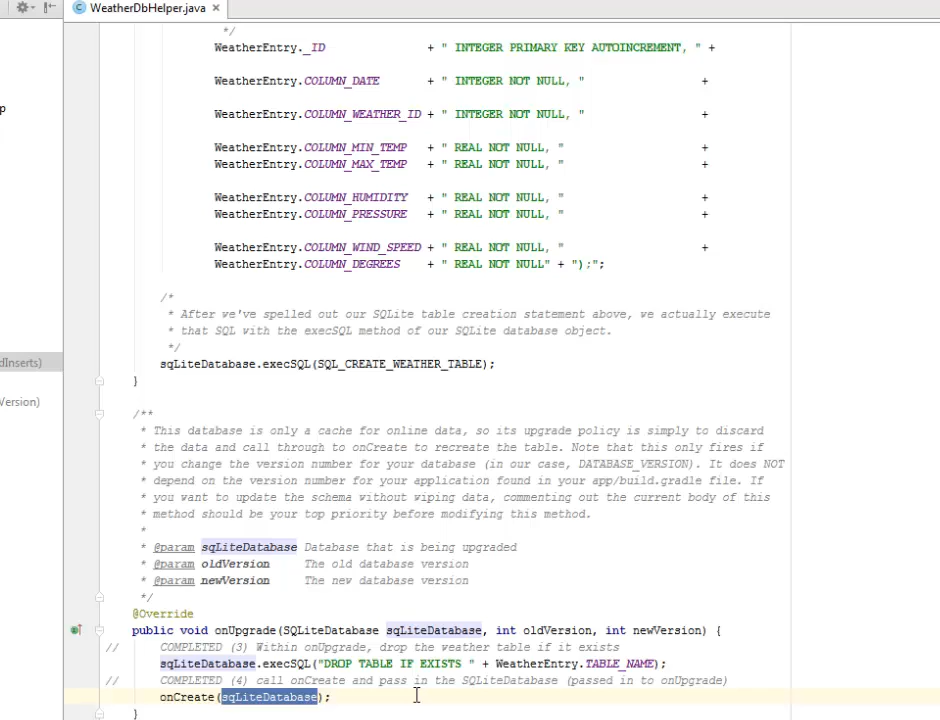 WeatherDbHelper.java
*/
WeatherEntry._ID + " INTEGER PRIMARY KEY AUTOINCREMENT, " +
p
WeatherEntry.COLUMN_DATE + " INTEGER NOT NULL, " +
WeatherEntry.COLUMN_WEATHER_ID + " INTEGER NOT NULL, " +
WeatherEntry.COLUMN_MIN_TEMP + " REAL NOT NULL, " +
WeatherEntry.COLUMN_MAX_TEMP + " REAL NOT NULL, " +
WeatherEntry.COLUMN_HUMIDITY + " REAL NOT NULL, " +
WeatherEntry.COLUMN_PRESSURE + " REAL NOT NULL, " +
WeatherEntry.COLUMN_WIND_SPEED + " REAL NOT NULL, " +
WeatherEntry.COLUMN_DEGREES + " REAL NOT NULL" + ");";
/*
* After we've spelled out our SQLite table creation statement above, we actually execute
* that SQL with the execSQL method of our SQLite database object.
*/
dInserts)
sqLiteDatabase.execSQL(SQL_CREATE_WEATHER_TABLE);
}
Version)
/**
* This database is only a cache for online data, so its upgrade policy is simply to discard
* the data and call through to onCreate to recreate the table. Note that this only fires if
* you change the version number for your database (in our case, DATABASE_VERSION). It does NOT
* depend on the version number for your application found in your app/build.gradle file. If
* you want to update the schema without wiping data, commenting out the current body of this
* method should be your top priority before modifying this method.
*
* @param sqLiteDatabase Database that is being upgraded
* @param oldVersion The old database version
* @param newVersion The new database version
*/
@Override
public void onUpgrade(SQLiteDatabase sqLiteDatabase, int oldVersion, int newVersion) {
// COMPLETED (3) Within onUpgrade, drop the weather table if it exists
sqLiteDatabase.execSQL("DROP TABLE IF EXISTS " + WeatherEntry.TABLE_NAME);
// COMPLETED (4) call onCreate and pass in the SQLiteDatabase (passed in to onUpgrade)
onCreate(sqLiteDatabase);
}